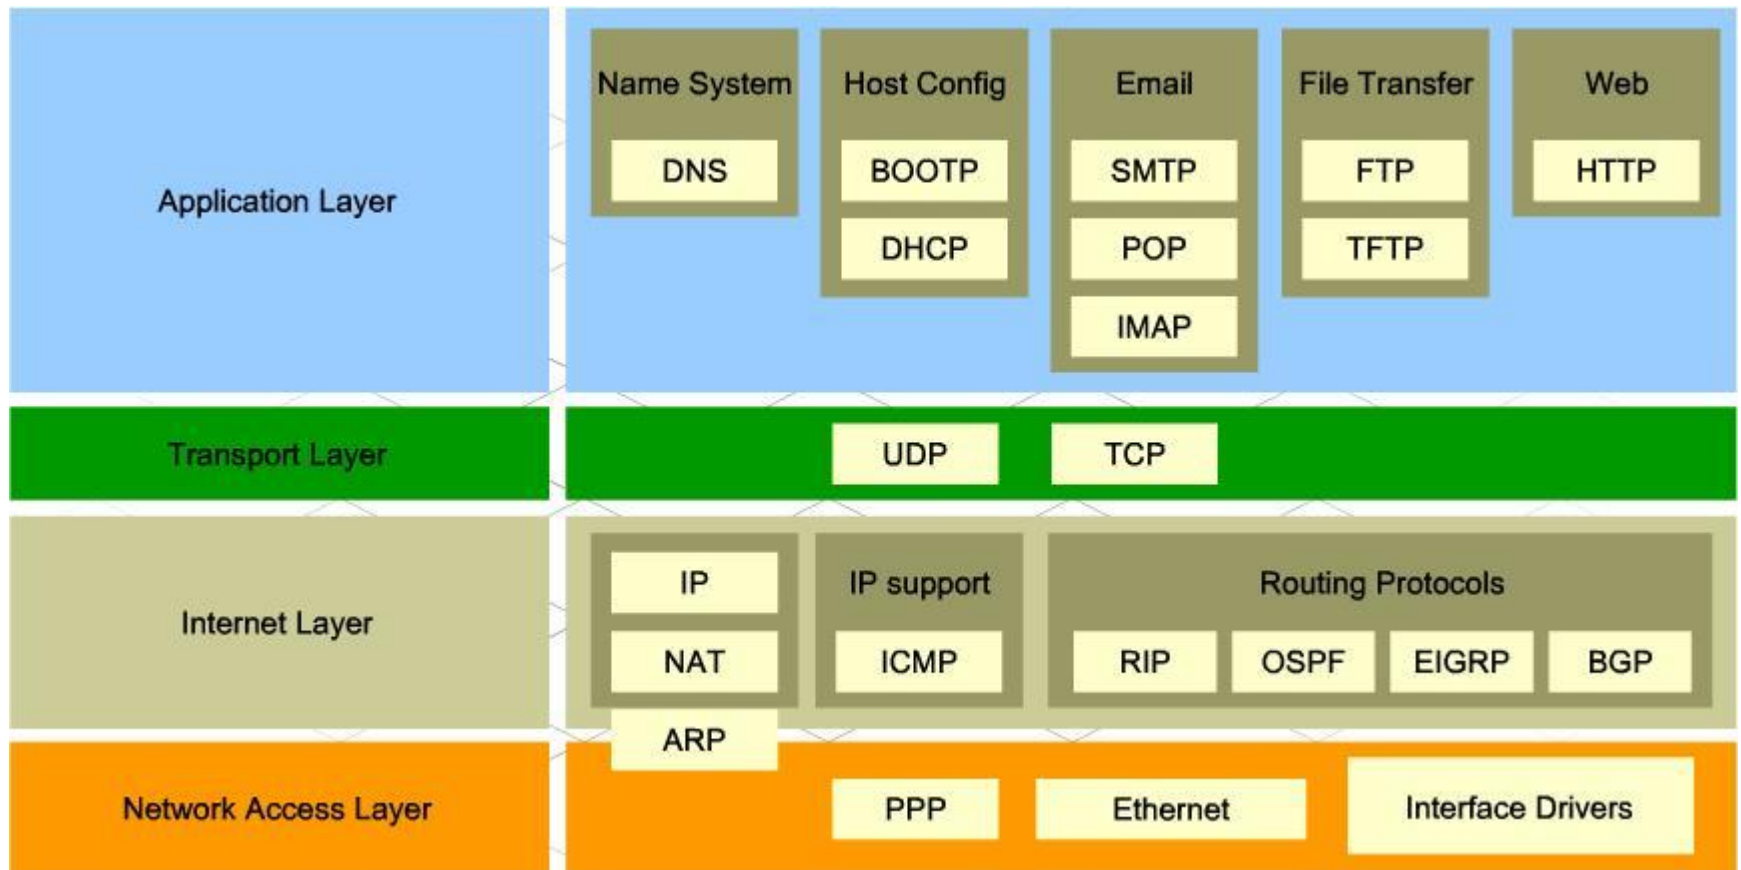 Application Layer
Name System
DNS
Host Config
BOOTP
DHCP
Email
SMTP
POP
IMAP
File Transfer
FTP
TFTP
Web
HTTP
Transport Layer
UDP
TCP
Internet Layer
IP
NAT
ARP
IP support
ICMP
Routing Protocols
RIP
OSPF
EIGRP
BGP
Network Access Layer
PPP
Ethernet
Interface Drivers